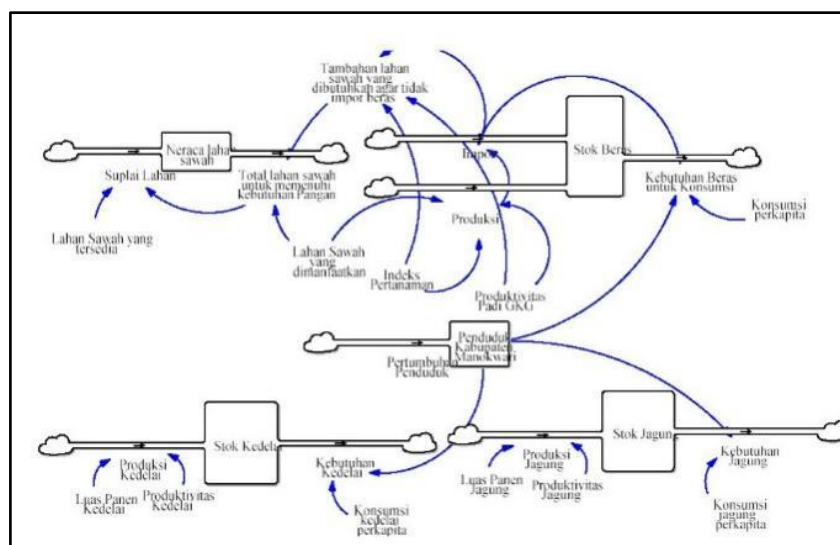 Tambahan lahan
sawah yang
dibutuhkan agar tidak
impor beras
Neraca lahan
sawah
Suplai Lahan
Total lahan sawah
untuk memenuhi
kebutuhan Pangan
Lahan Sawah yang
tersedia
Lahan Sawah
yang
dimanfaatkan
Indeks
Pertanaman
Impor
Produksi
Produktivitas
Padi GKG
Stok Beras
Kebutuhan Beras
untuk Konsumsi
Konsumsi
perkapita
Pertumbuhan
Penduduk
Penduduk
Kabupaten
Manokwari
Stok Kedelai
Produksi
Kedelai
Luas Panen
Kedelai
Produktivitas
Kedelai
Kebutuhan
Kedelai
Konsumsi
kedelai
perkapita
Stok Jagung
Produksi
Jagung
Luas Panen
Jagung
Produktivitas
Jagung
Kebutuhan
Jagung
Konsumsi
jagung
perkapita